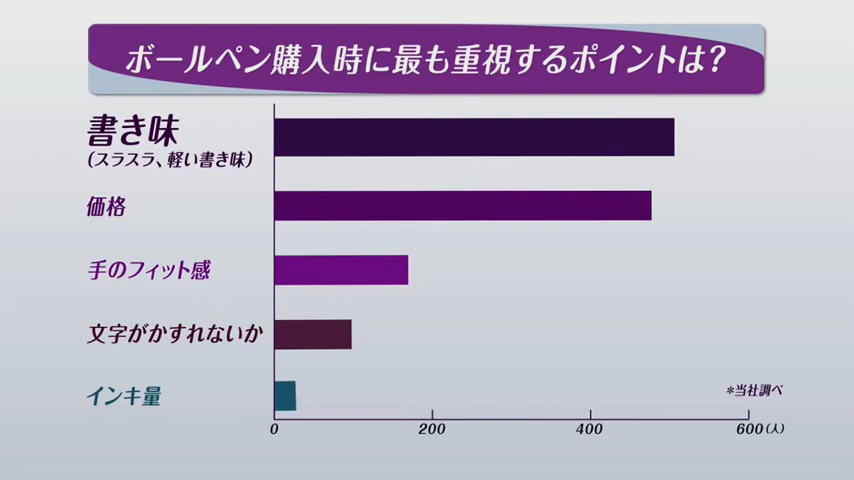 ボールペン購入時に最も重視するポイントは？
書き味
（スラスラ、軽い書き味）
価格
手のフィット感
文字がかすれないか
インキ量
＊当社調べ
0 200 400 600（人）